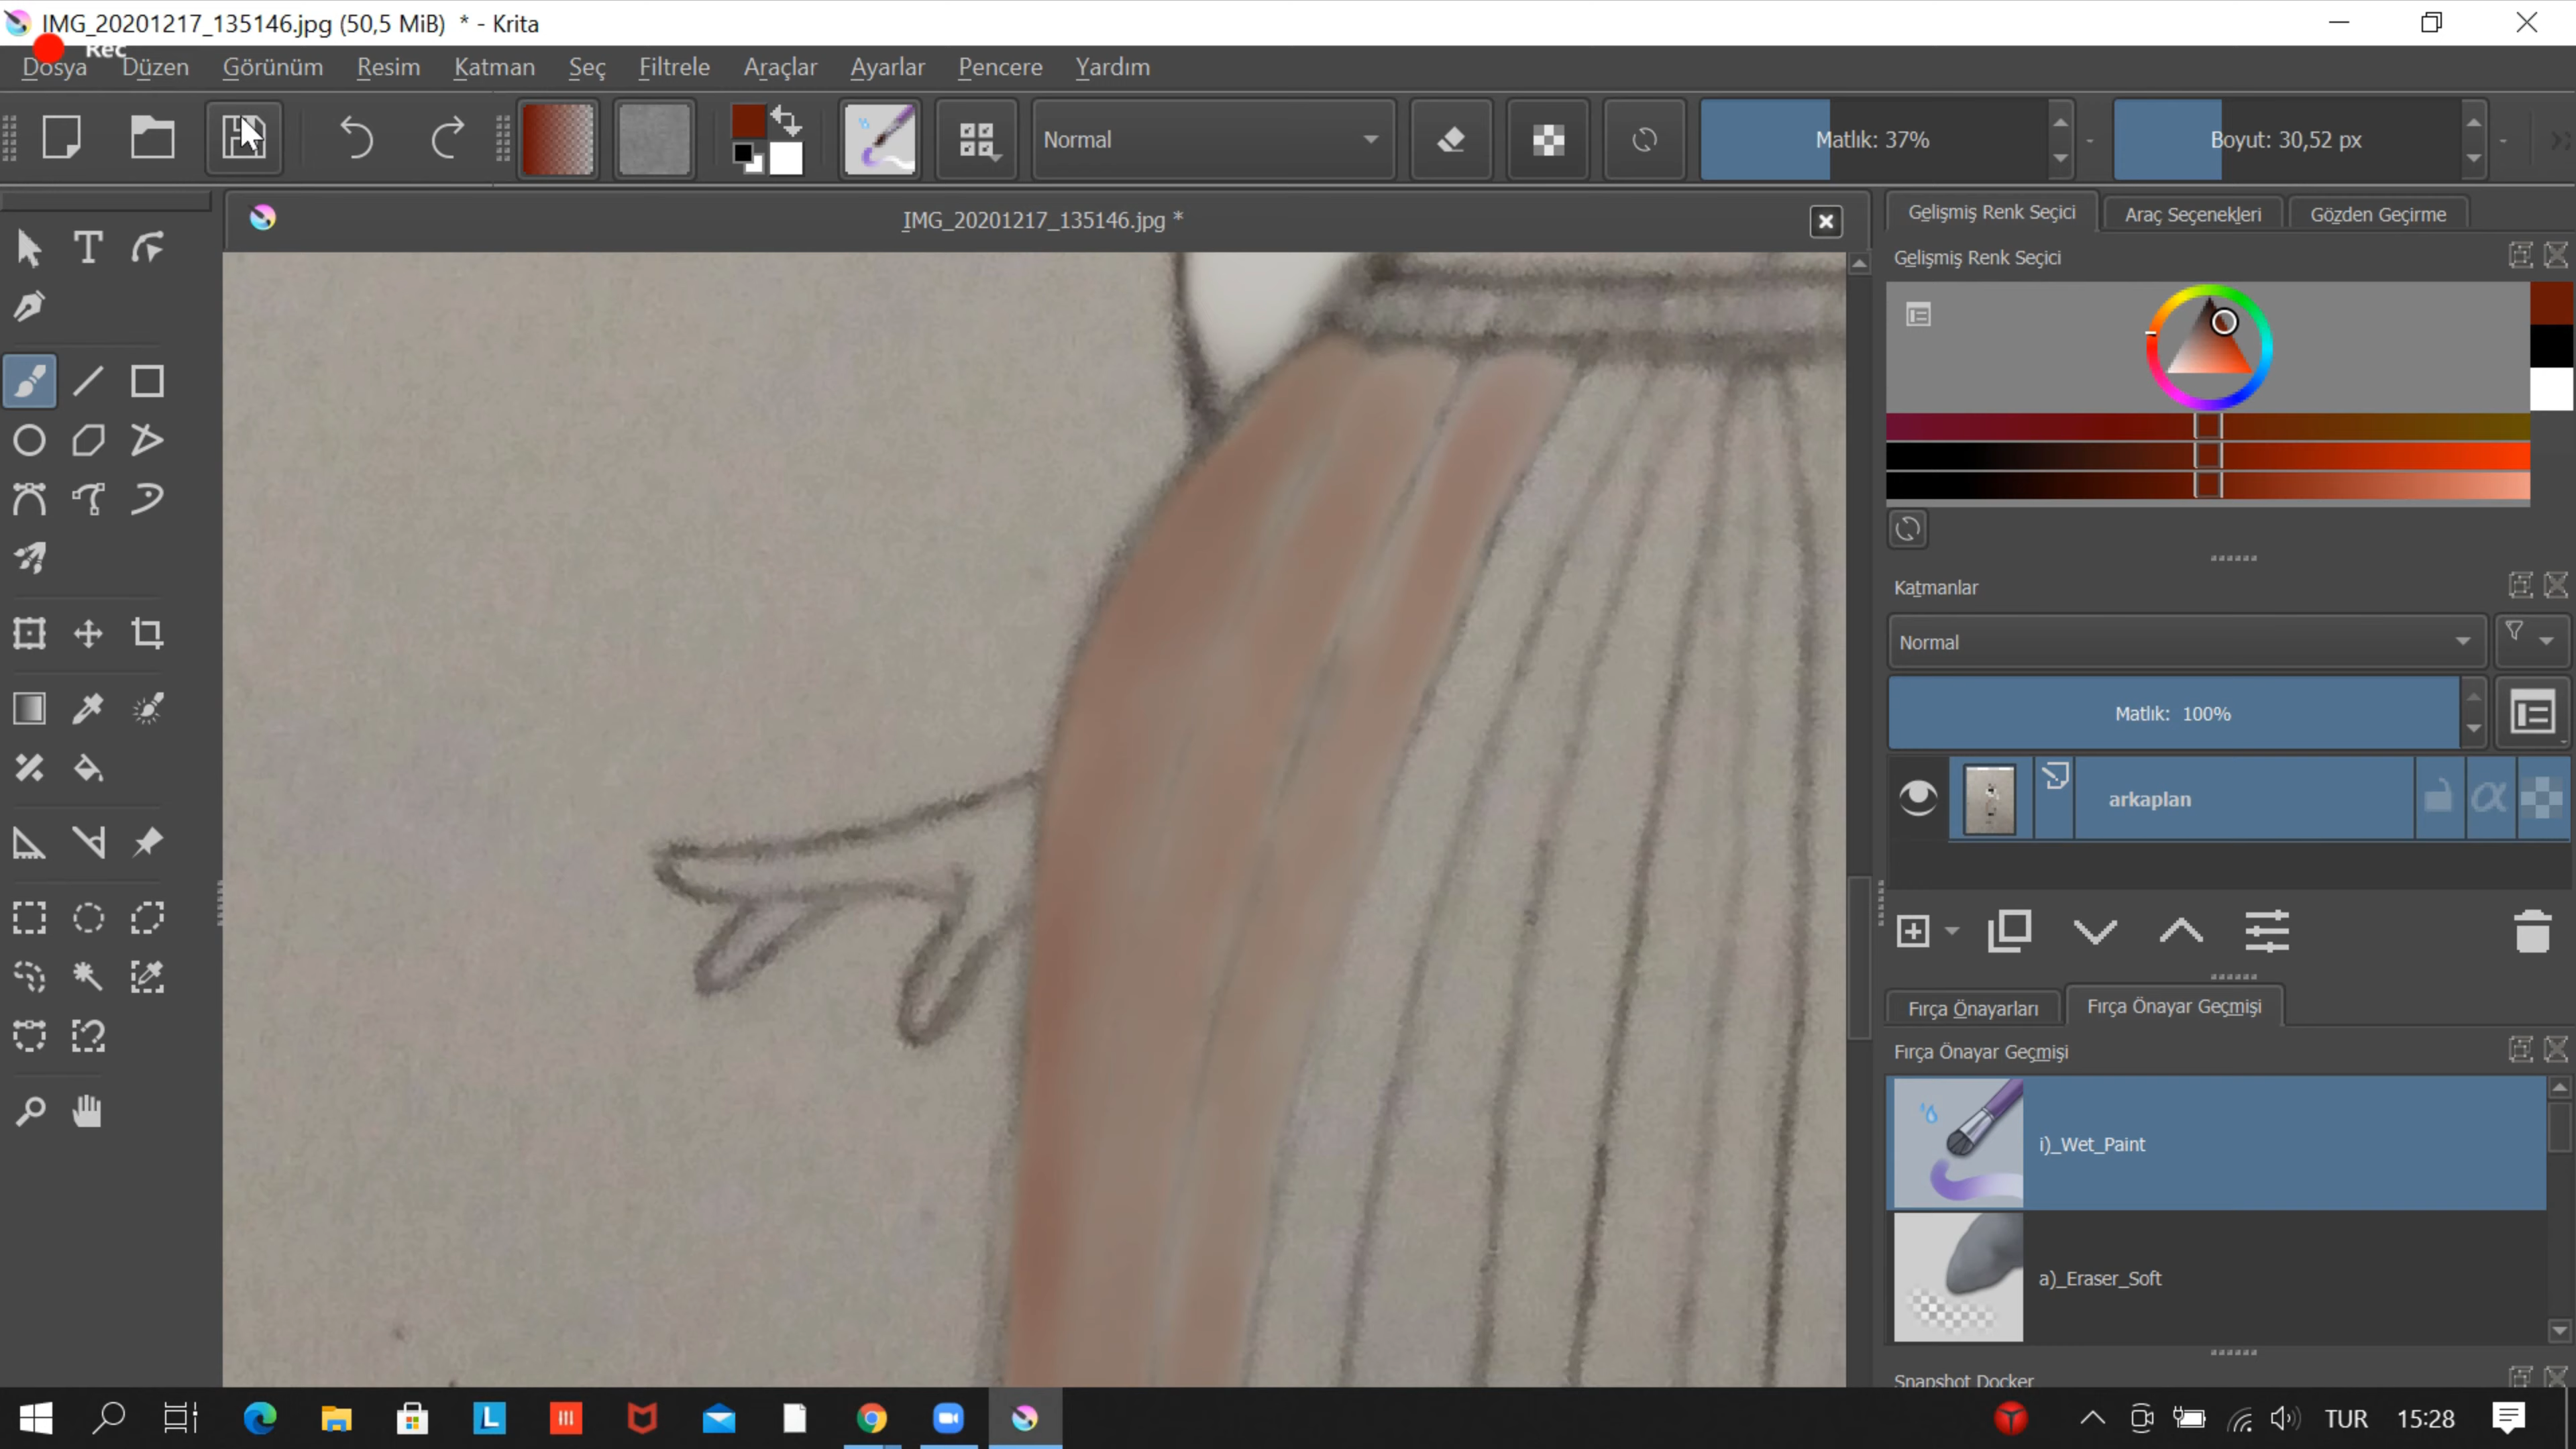 IMG_20201217_135146.jpg (50,5 MiB) * - Krita
Rec
Dosya Düzen Görünüm Resim Katman Seç Filtrele Araçlar Ayarlar Pencere Yardım
Normal
Matlık: 37%
Boyut: 30,52 px
IMG_20201217_135146.jpg *
Gelişmiş Renk Seçici Araç Seçenekleri Gözden Geçirme
Gelişmiş Renk Seçici
Katmanlar
Normal
Matlık: 100%
arkaplan
Fırça Önayarları Fırça Önayar Geçmişi
Fırça Önayar Geçmişi
i)_Wet_Paint
a)_Eraser_Soft
Snapshot Docker
TUR 15:28